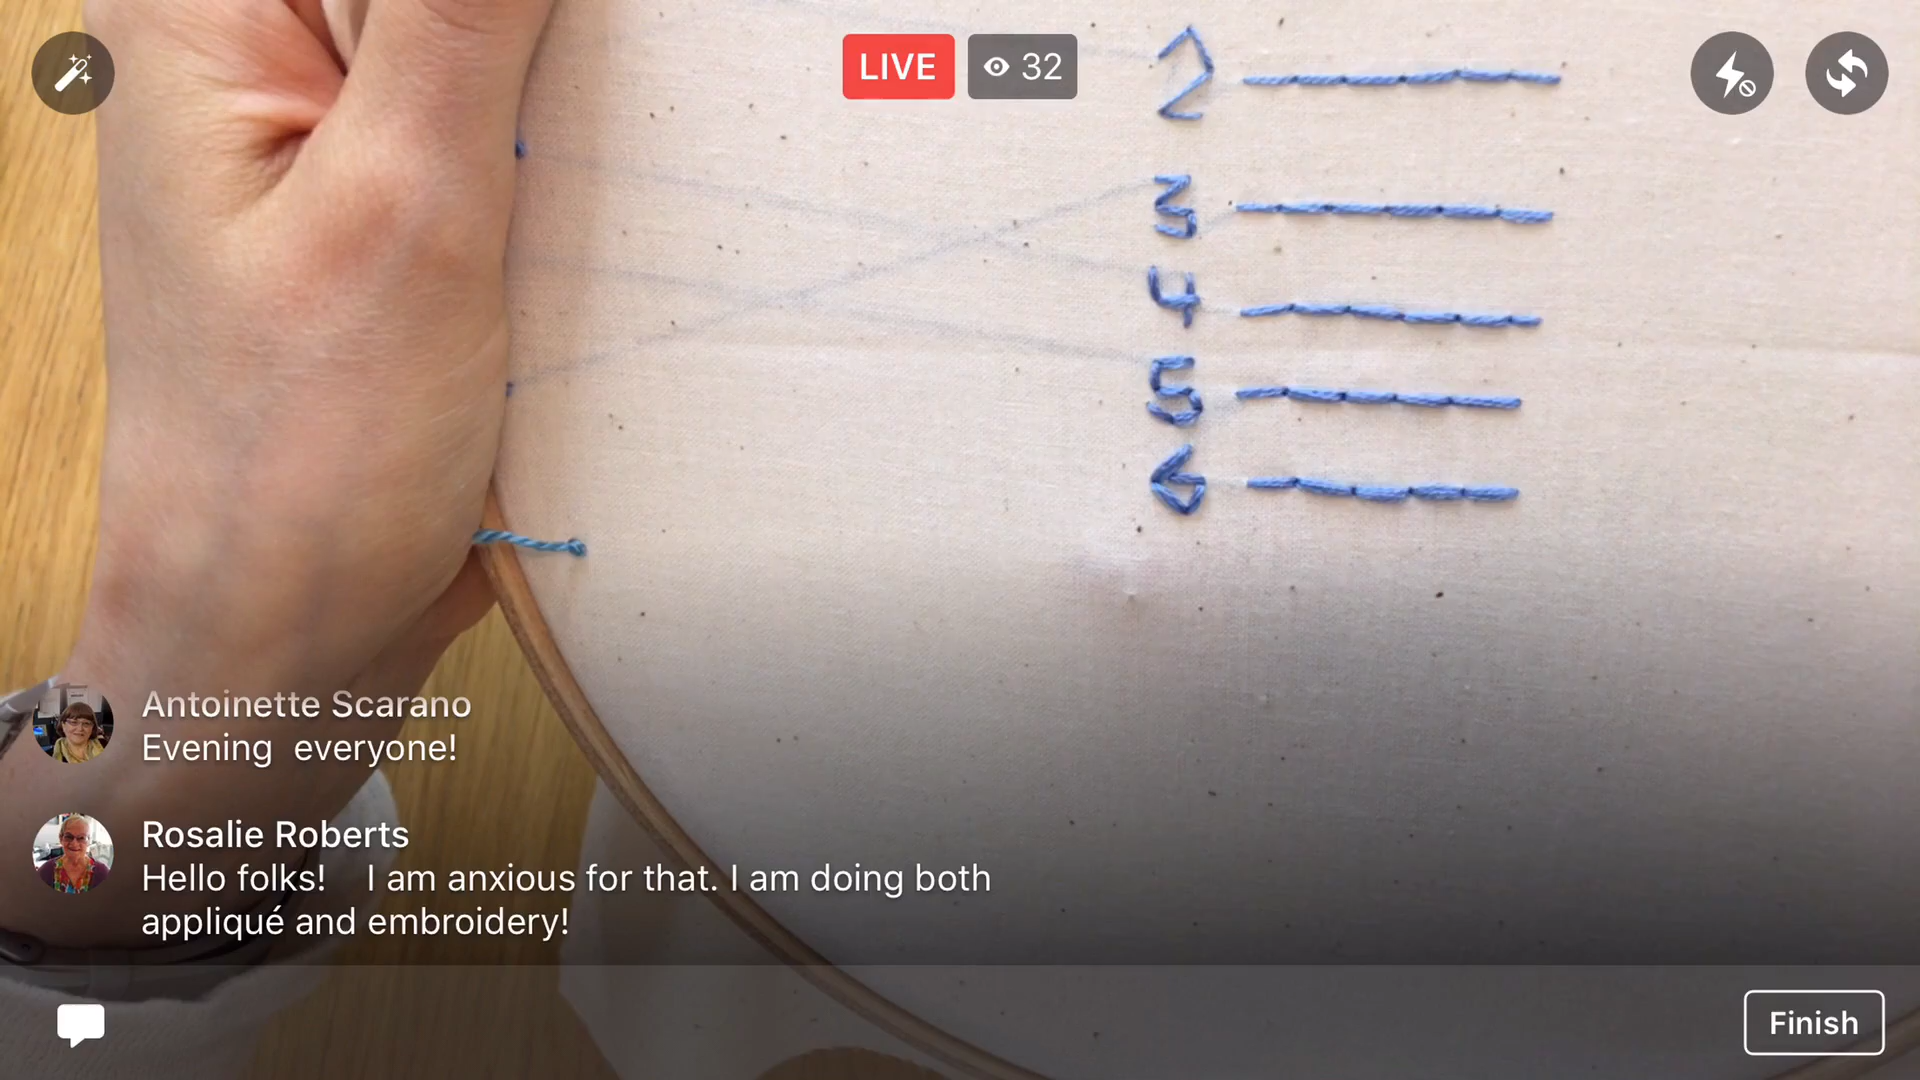 LIVE 32
2
3
4
5
6
Antoinette Scarano
Evening  everyone!
Rosalie Roberts
Hello folks!    I am anxious for that. I am doing both
appliqué and embroidery!
Finish